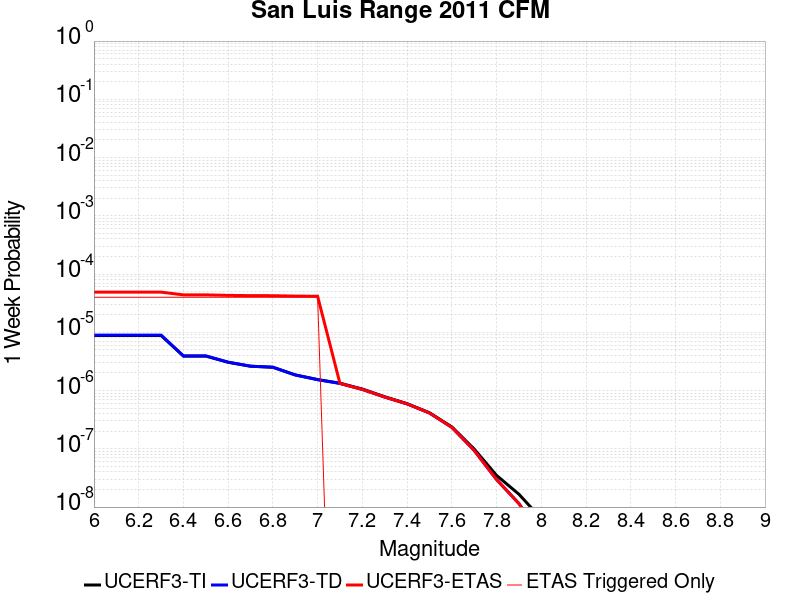 San Luis Range 2011 CFM
10^0
10^-1
10^-2
10^-3
10^-4
10^-5
10^-6
10^-7
10^-8
1 Week Probability
6 6.2 6.4 6.6 6.8 7 7.2 7.4 7.6 7.8 8 8.2 8.4 8.6 8.8 9
Magnitude
UCERF3-TI UCERF3-TD UCERF3-ETAS ETAS Triggered Only